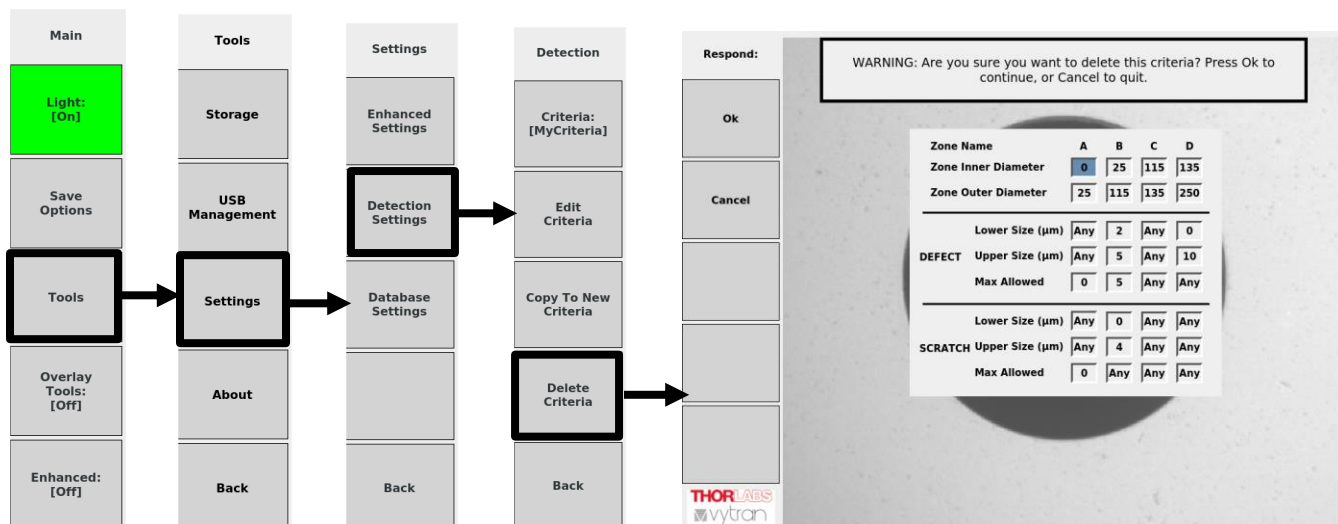 Main
Light:
[On]
Save
Options
Tools
Overlay
Tools:
[Off]
Enhanced:
[Off]
Tools
Storage
USB
Management
Settings
About
Back
Settings
Enhanced
Settings
Detection
Settings
Database
Settings
Back
Detection
Criteria:
[MyCriteria]
Edit
Criteria
Copy To New
Criteria
Delete
Criteria
Back
Respond:
Ok
Cancel
THORLABS
vytran
WARNING: Are you sure you want to delete this criteria? Press Ok to
continue, or Cancel to quit.
Zone Name A B C D
Zone Inner Diameter 0 25 115 135
Zone Outer Diameter 25 115 135 250
Lower Size (μm) Any 2 Any 0
DEFECT Upper Size (μm) Any 5 Any 10
Max Allowed 0 5 Any Any
Lower Size (μm) Any 0 Any Any
SCRATCH Upper Size (μm) Any 4 Any Any
Max Allowed 0 Any Any Any